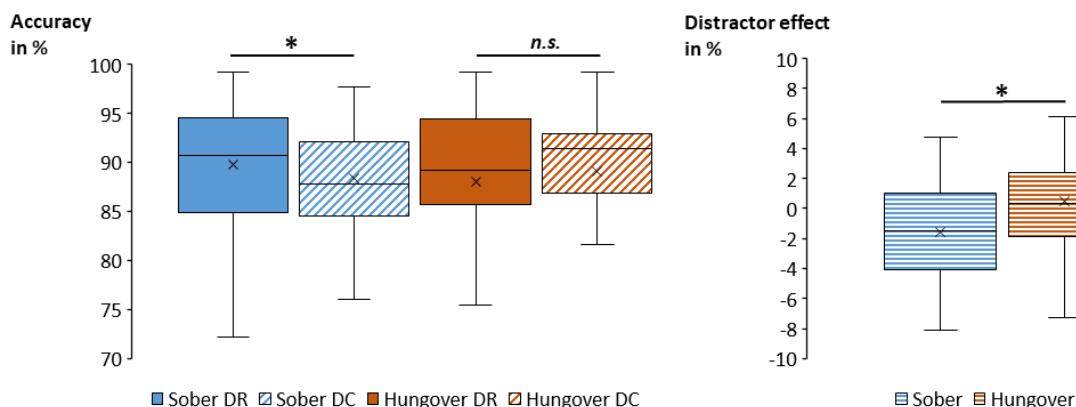 Accuracy
in %
*
n.s.
100
95
90
85
80
75
70
Sober DR Sober DC Hungover DR Hungover DC
Distractor effect
in %
*
10
8
6
4
2
0
-2
-4
-6
-8
-10
Sober Hungover